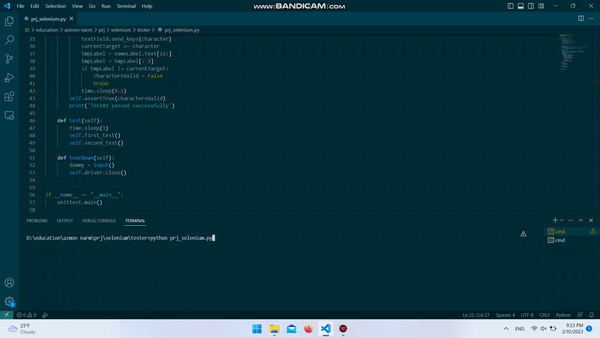 File Edit Selection View Go Run Terminal Help
www.BANDICAM.com
prj_selenium.py
D: > education > azmon narm > prj > selenium > tester > prj_selenium.py
35 textField.send_keys(character)
36 currentTarget += character
37 tmpLabel = nameLabel.text[12:]
38 tmpLabel = tmpLabel[:-2]
39 if tmpLabel != currentTarget:
40 charactersValid = False
41 break
42 time.sleep(0.1)
43 self.assertTrue(charactersValid)
44 print("Test02 passed successfully")
45
46 def test(self):
47 time.sleep(1)
48 self.first_test()
49 self.second_test()
50
51 def tearDown(self):
52 dummy = input()
53 self.driver.close()
54
55
56 if __name__ == "__main__":
57 unittest.main()
58
PROBLEMS OUTPUT DEBUG CONSOLE TERMINAL
D:\education\azmon narm\prj\selenium\tester>python prj_selenium.py
cmd
cmd
0 0 Ln 22, Col 27 Spaces: 4 UTF-8 CRLF Python
25°F
Cloudy
ENG
9:23 PM
2/10/2023